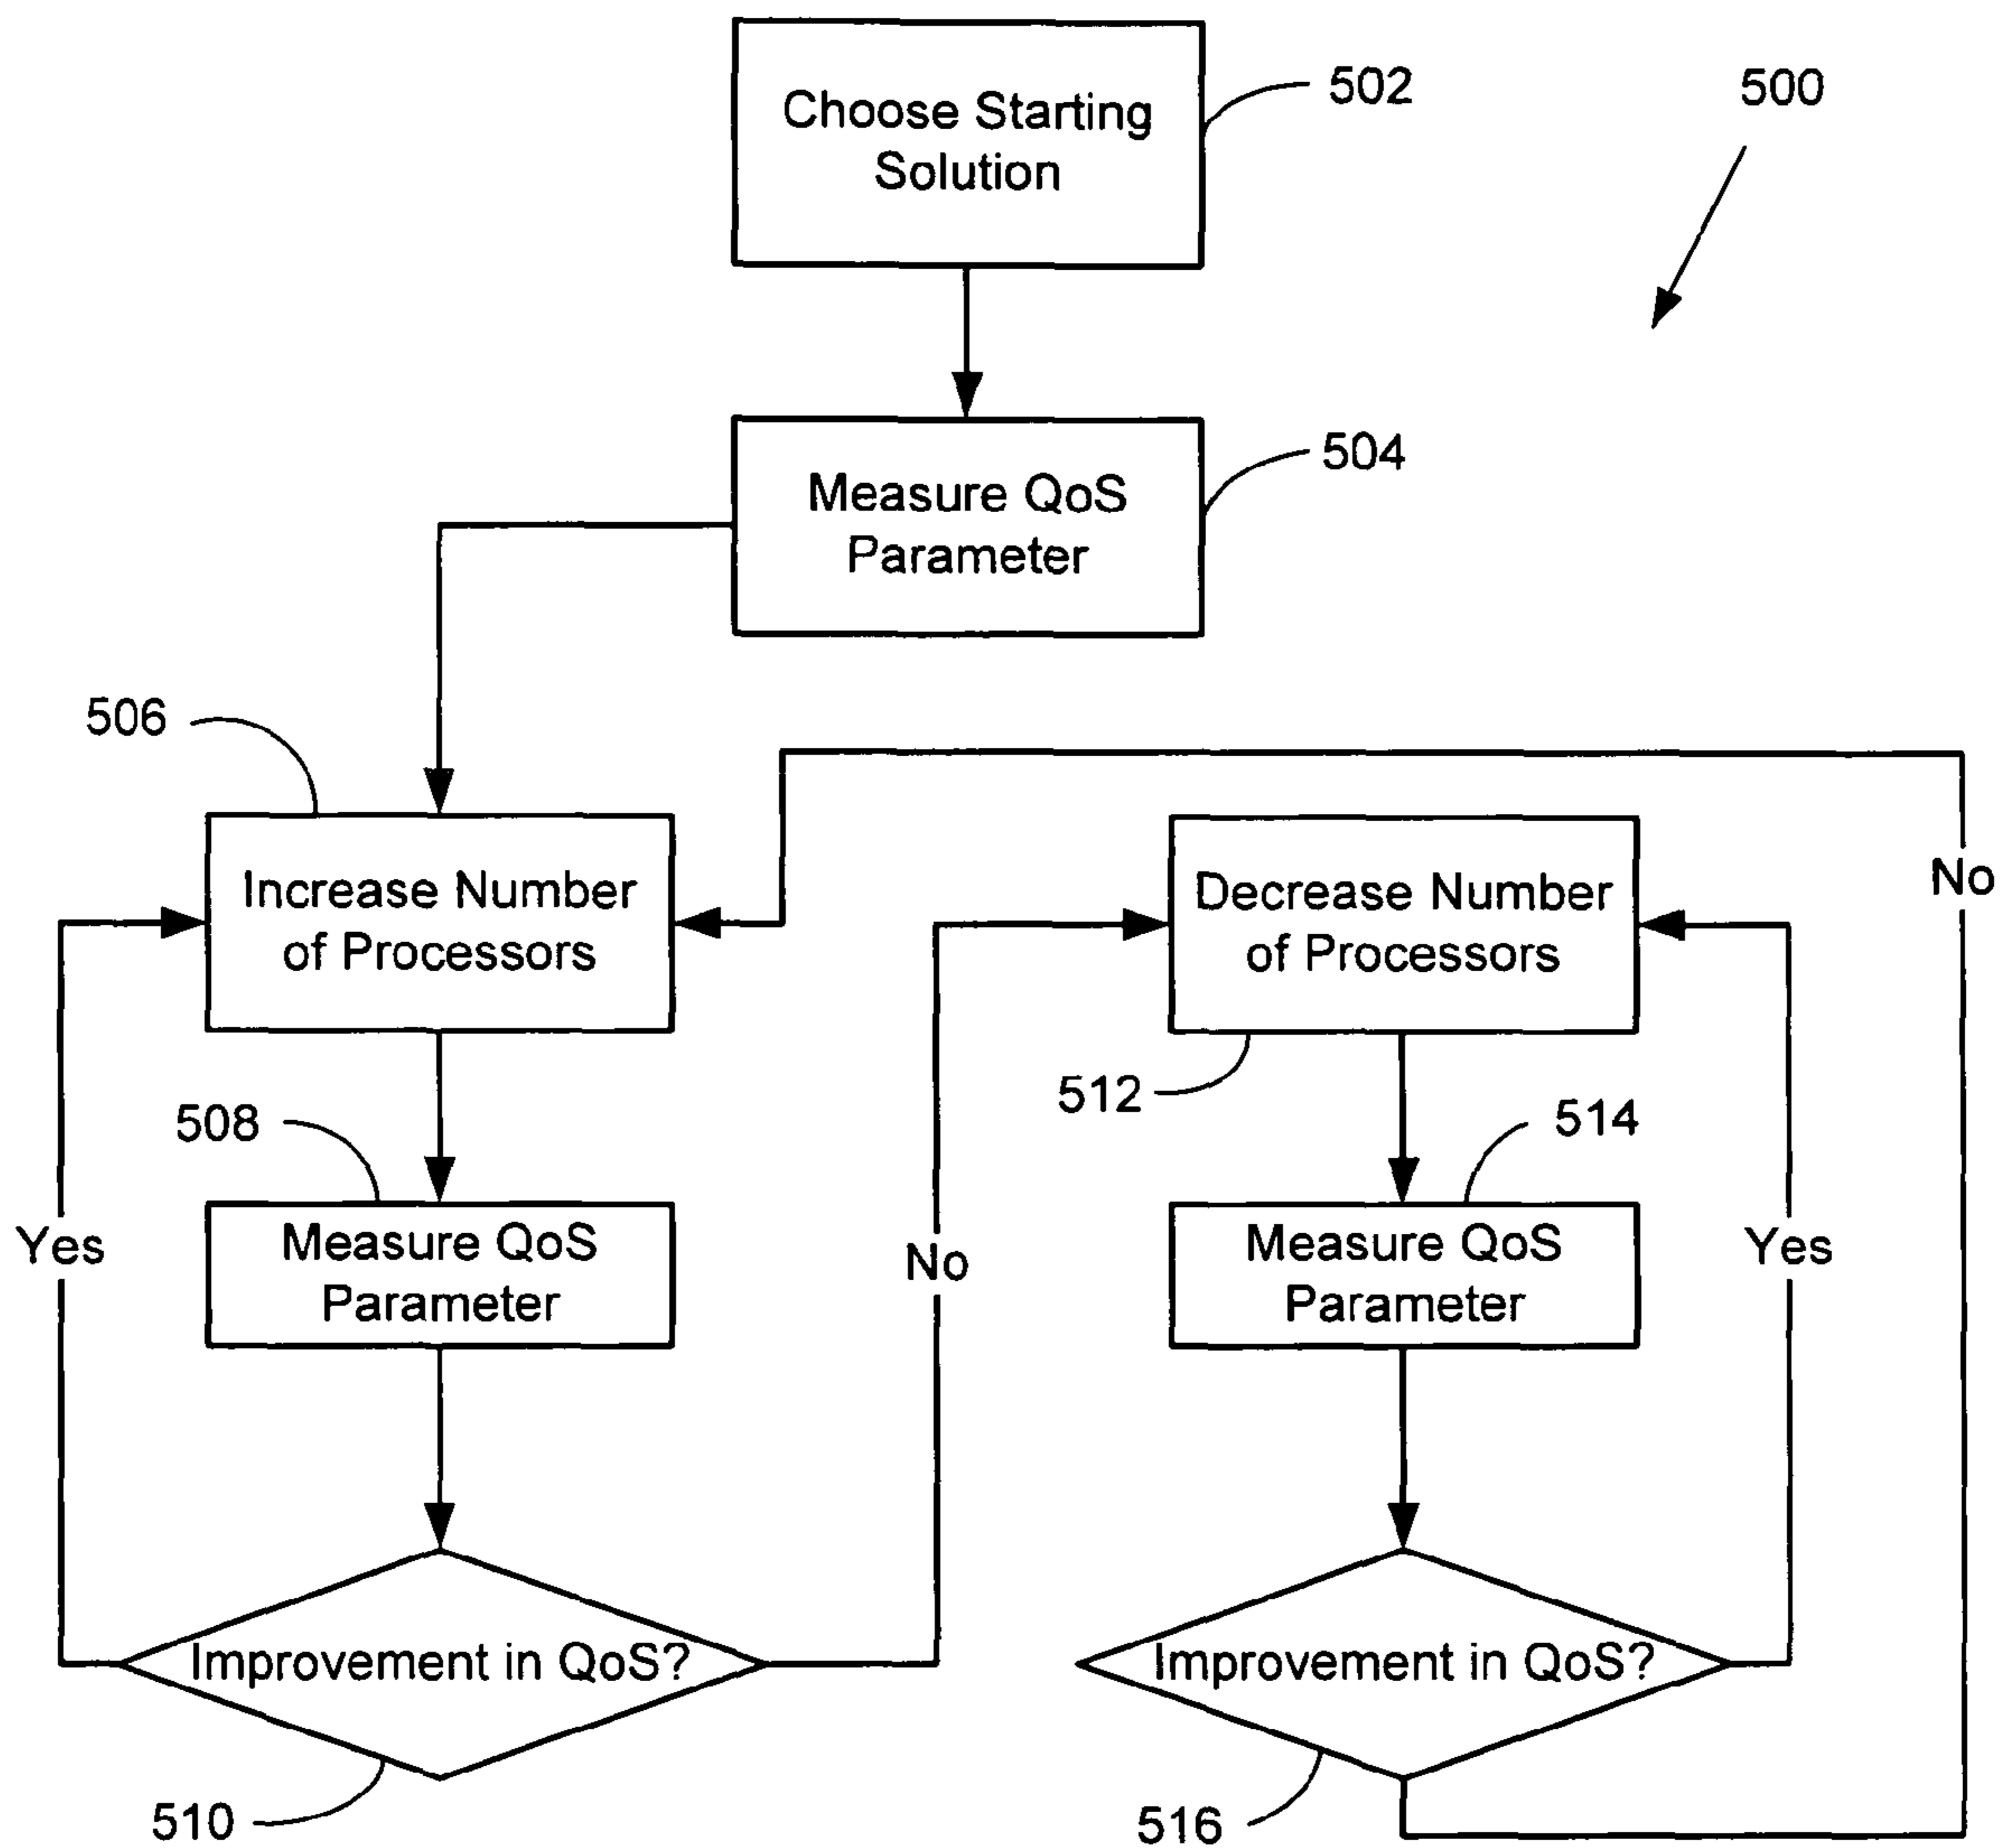 Choose Starting
Solution
502
500
Measure QoS
Parameter
504
506
Increase Number
of Processors
Decrease Number
of Processors
No
512
508
514
Measure QoS
Parameter
Measure QoS
Parameter
Yes
No
Yes
Improvement in QoS?
Improvement in QoS?
510
516